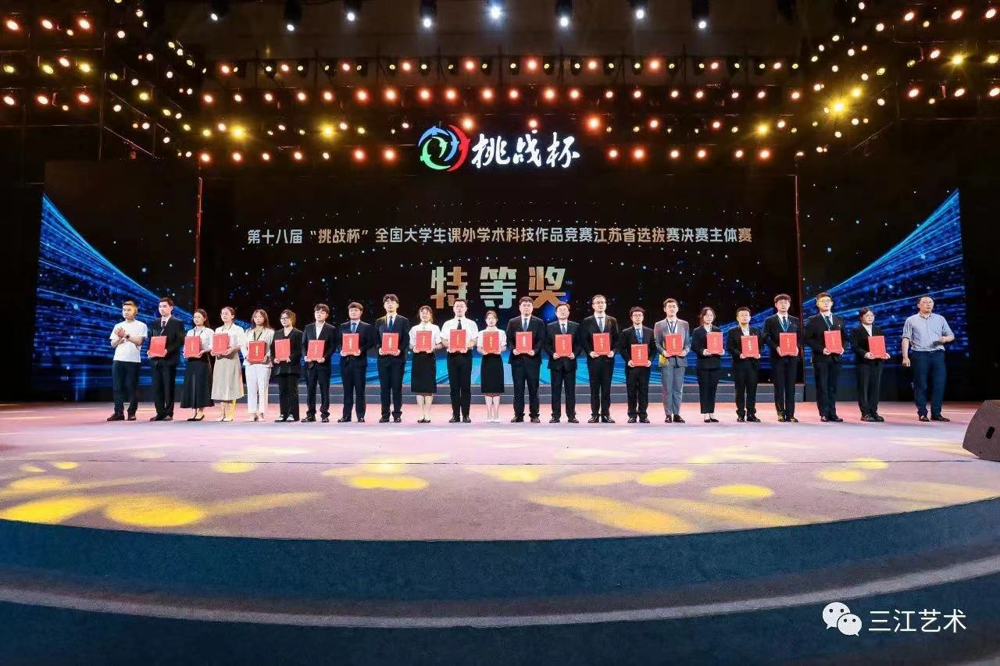 挑战杯
第十八届“挑战杯”全国大学生课外学术科技作品竞赛江苏省选拔赛决赛主体赛
特等奖
三江艺术